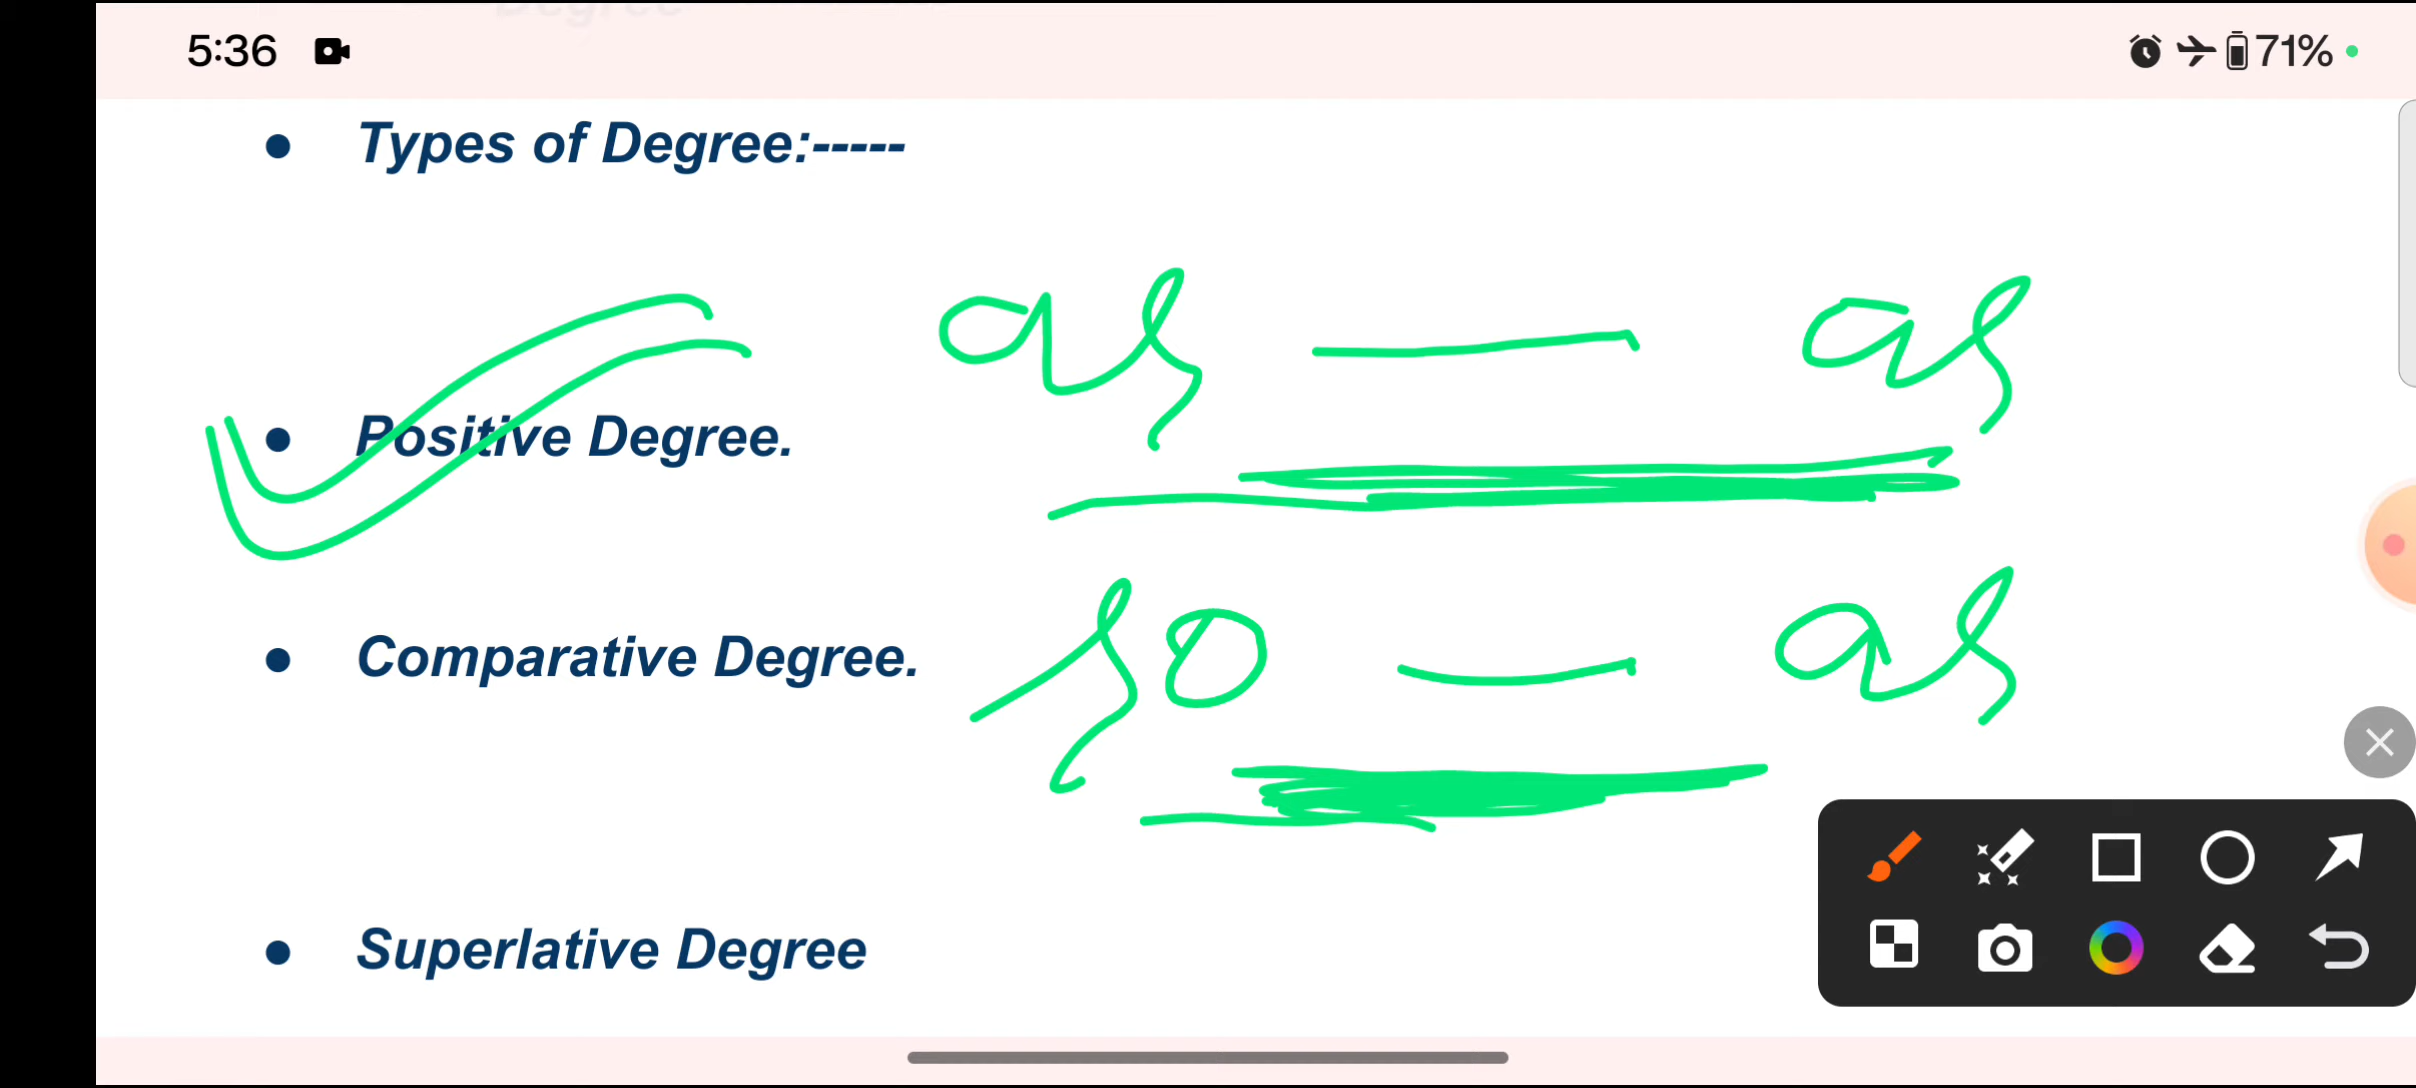 5:36 71%
Types of Degree:-----
as — as
Positive Degree.
so — as
Comparative Degree.
Superlative Degree